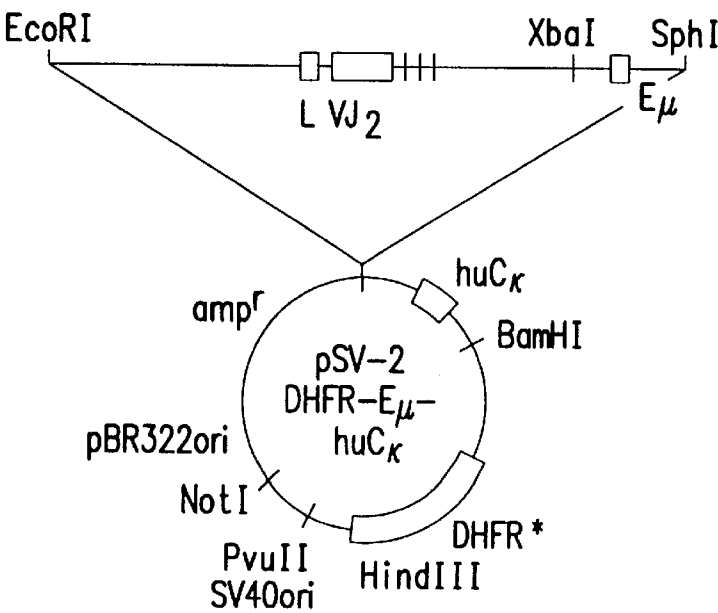 EcoRI
XbaI
SphI
L VJ2
Eμ
huCκ
ampr
BamHI
pSV-2
DHFR-Eμ-
huCκ
pBR322ori
NotI
DHFR*
PvuII
SV40ori
HindIII